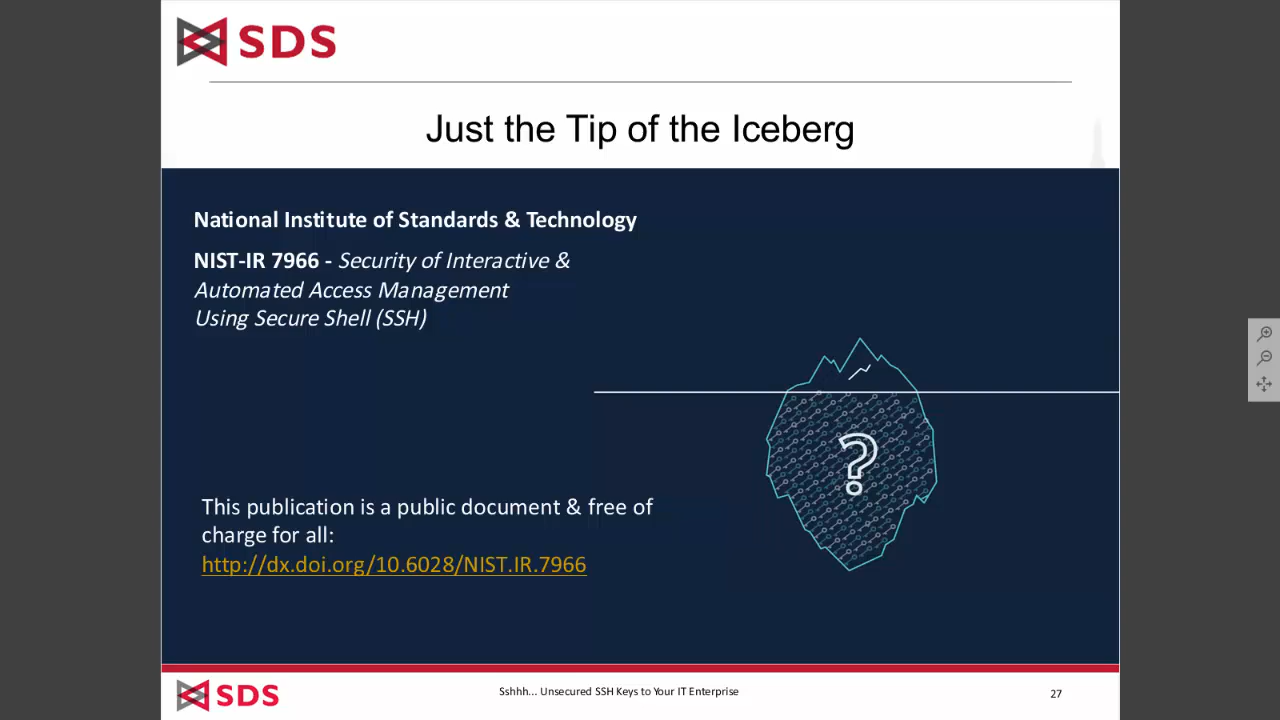 SDS
Just the Tip of the Iceberg
National Institute of Standards & Technology
NIST-IR 7966 - Security of Interactive &
Automated Access Management
Using Secure Shell (SSH)
?
This publication is a public document & free of
charge for all:
http://dx.doi.org/10.6028/NIST.IR.7966
SDS
Sshhh... Unsecured SSH Keys to Your IT Enterprise
27